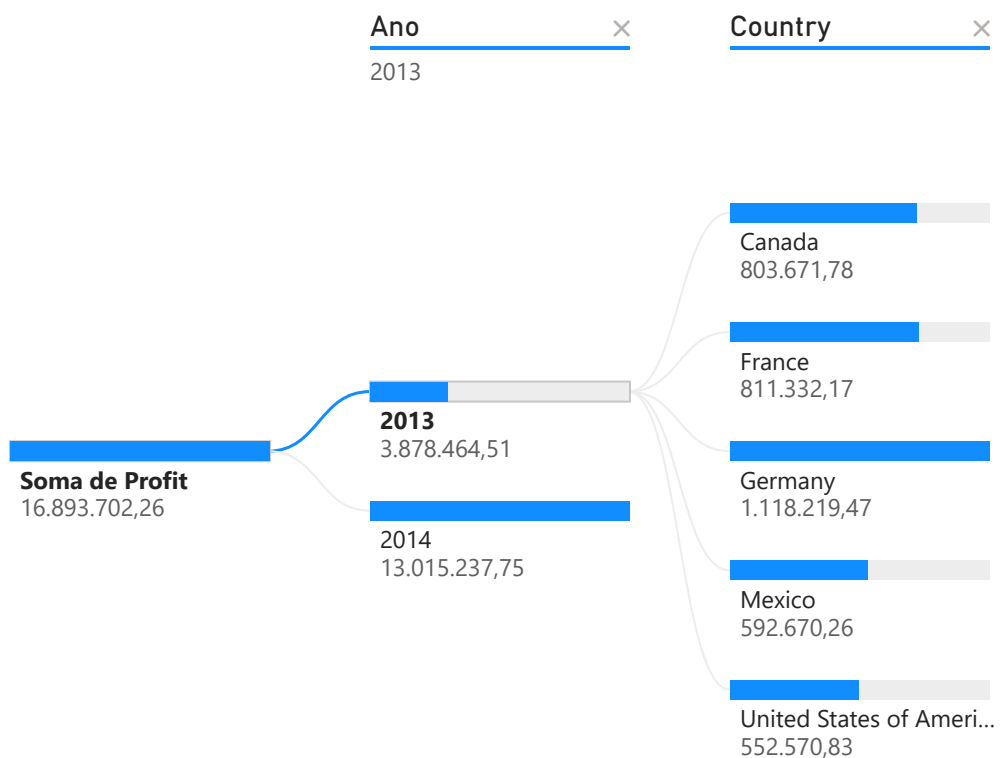 Ano
2013
Country
Soma de Profit
16.893.702,26
2013
3.878.464,51
2014
13.015.237,75
Canada
803.671,78
France
811.332,17
Germany
1.118.219,47
Mexico
592.670,26
United States of Ameri...
552.570,83